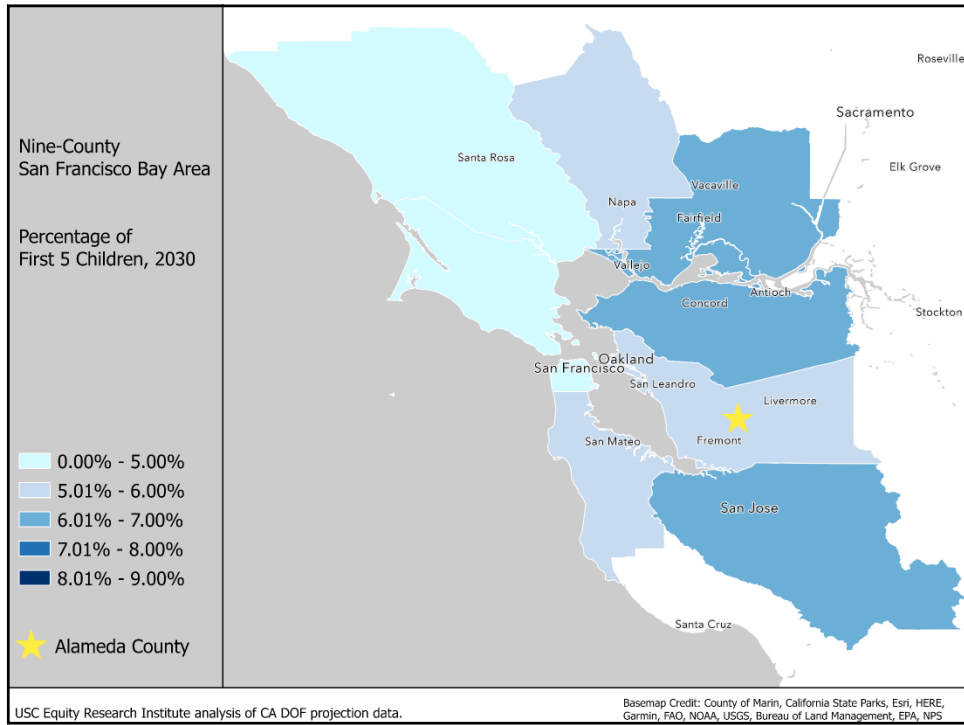 Nine-County
San Francisco Bay Area
Percentage of
First 5 Children, 2030
0.00% - 5.00%
5.01% - 6.00%
6.01% - 7.00%
7.01% - 8.00%
8.01% - 9.00%
Alameda County
Roseville
Sacramento
Elk Grove
Santa Rosa
Vacaville
Napa
Fairfield
Vallejo
Antioch
Concord
Stockton
Oakland
San Francisco
San Leandro
Livermore
Fremont
San Mateo
San Jose
Santa Cruz
USC Equity Research Institute analysis of CA DOF projection data.
Basemap Credit: County of Marin, California State Parks, Esri, HERE,
Garmin, FAO, NOAA, USGS, Bureau of Land Management, EPA, NPS